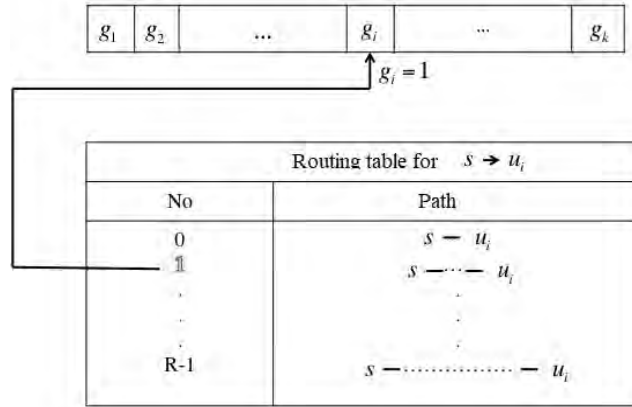 g₁ g₂ ... gᵢ ... gₖ
gᵢ = 1
Routing table for s → uᵢ
No Path
0 s — uᵢ
1 s —···— uᵢ
. .
. .
. .
R-1 s —··············— uᵢ